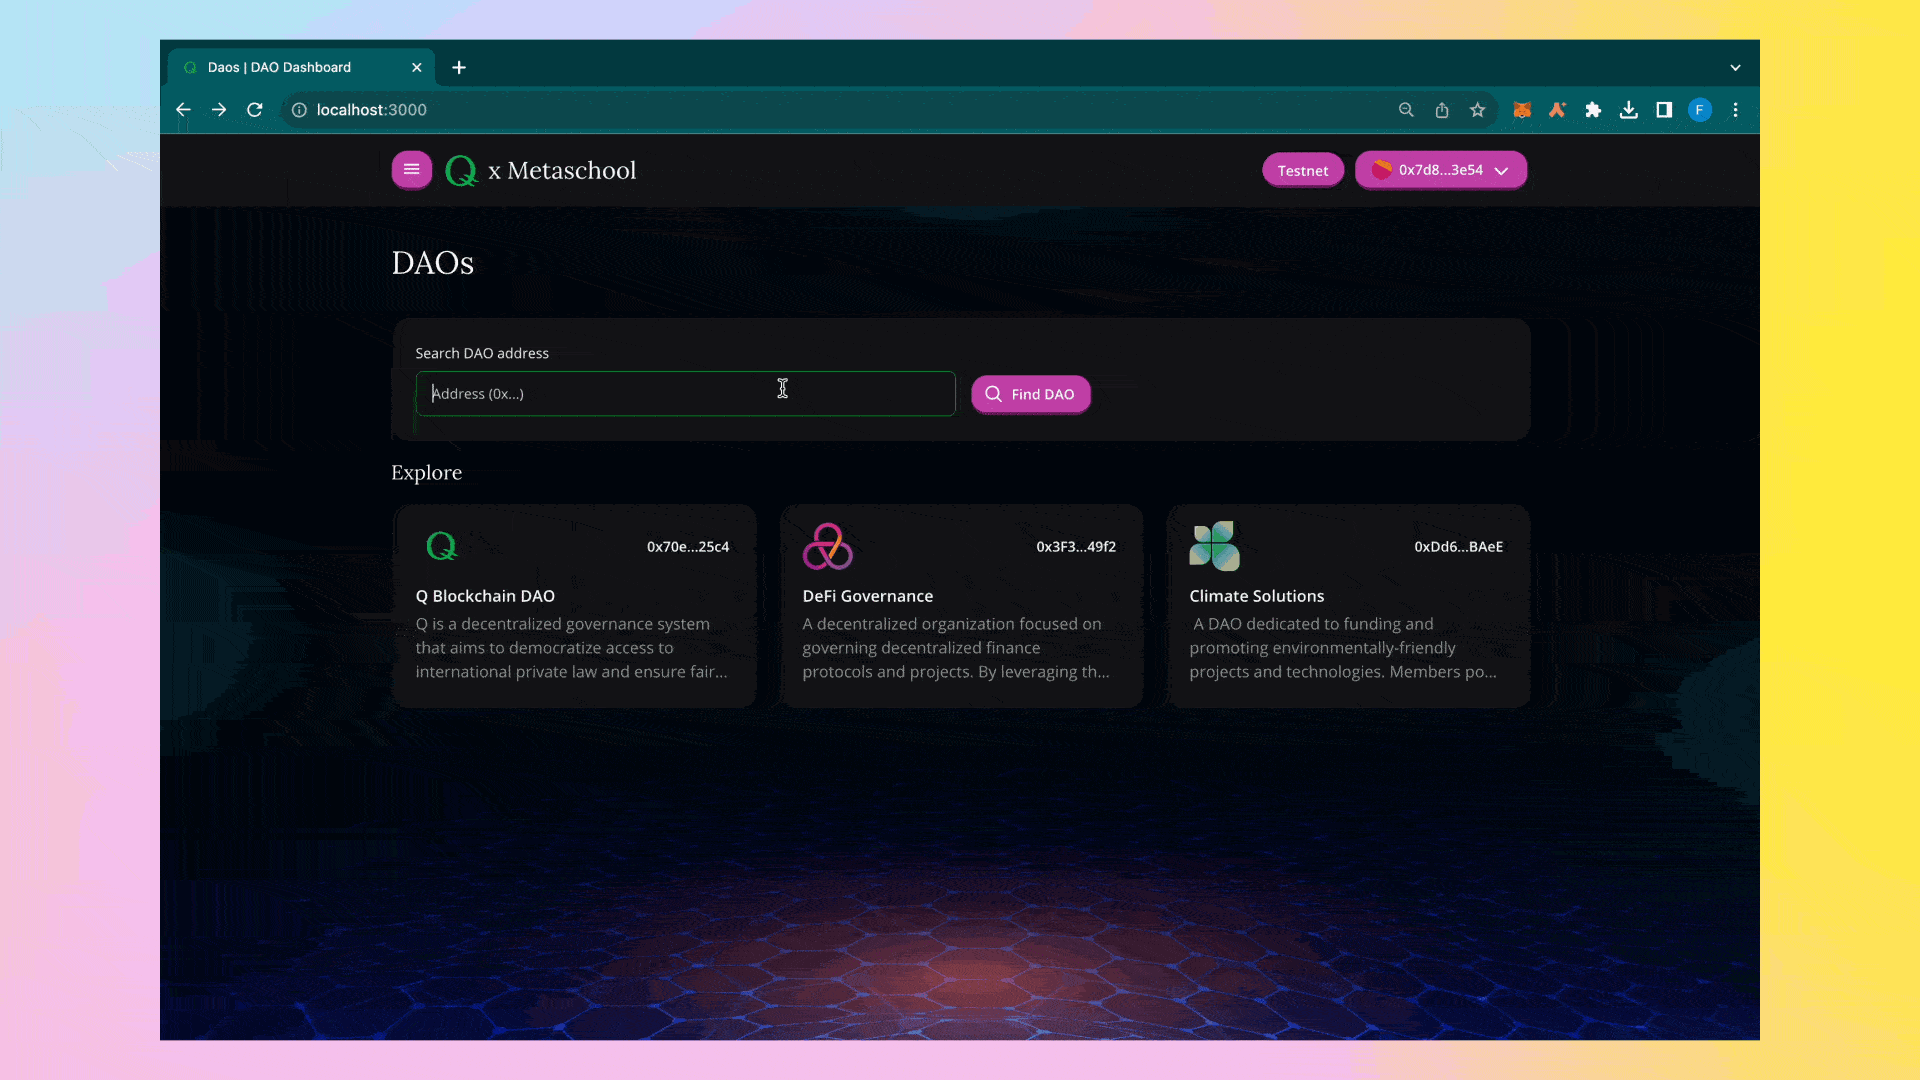 Daos | DAO Dashboard
localhost:3000
F
Q x Metaschool
Testnet
0x7d8...3e54
DAOs
Search DAO address
Address (0x...)
Find DAO
Explore
Q
0x70e...25c4
0x3F3...49f2
0xDd6...BAeE
Q Blockchain DAO
Q is a decentralized governance system
that aims to democratize access to
international private law and ensure fair...
DeFi Governance
A decentralized organization focused on
governing decentralized finance
protocols and projects. By leveraging th...
Climate Solutions
A DAO dedicated to funding and
promoting environmentally-friendly
projects and technologies. Members po...